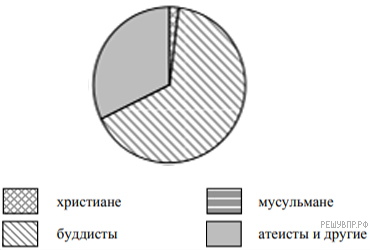 христиане
мусульмане
буддисты
атеисты и другие
РЕШУВПР.РФ